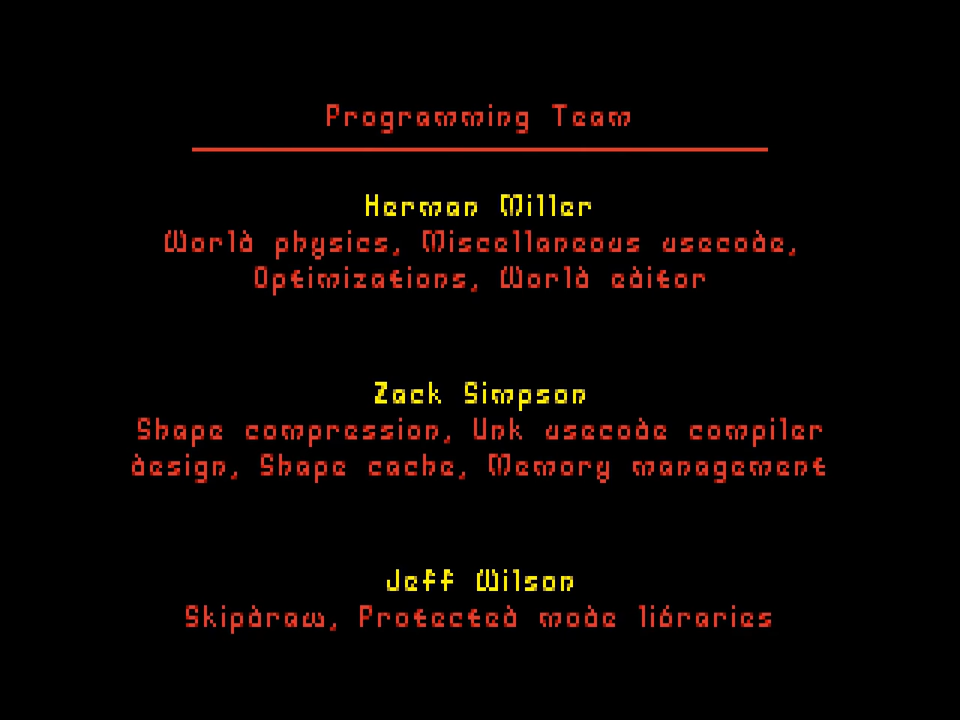 Programming Team
Herman Miller
World physics, Miscellaneous usecode,
Optimizations, World editor
Zack Simpson
Shape compression, Unk usecode compiler
design, Shape cache, Memory management
Jeff Wilson
Skipdraw, Protected mode libraries